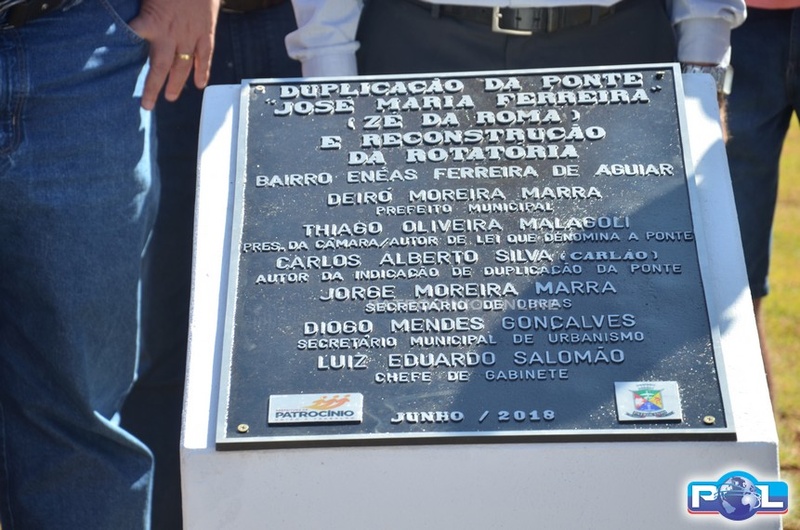 DUPLICAÇÃO DA PONTE
"JOSÉ MARIA FERREIRA"
(ZÉ DA ROMA)
E RECONSTRUÇÃO
DA ROTATÓRIA
BAIRRO ENÉAS FERREIRA DE AGUIAR
DEIRÓ MOREIRA MARRA
PREFEITO MUNICIPAL
THIAGO OLIVEIRA MALAGOLI
PRES. DA CÂMARA/AUTOR DE LEI QUE DENOMINA A PONTE
CARLOS ALBERTO SILVA (CARLÃO)
AUTOR DA INDICAÇÃO DE DUPLICAÇÃO DA PONTE
JORGE MOREIRA MARRA
SECRETÁRIO DE OBRAS
DIOGO MENDES GONÇALVES
SECRETÁRIO MUNICIPAL DE URBANISMO
LUIZ EDUARDO SALOMÃO
CHEFE DE GABINETE
PATROCÍNIO
JUNHO / 2018
POL